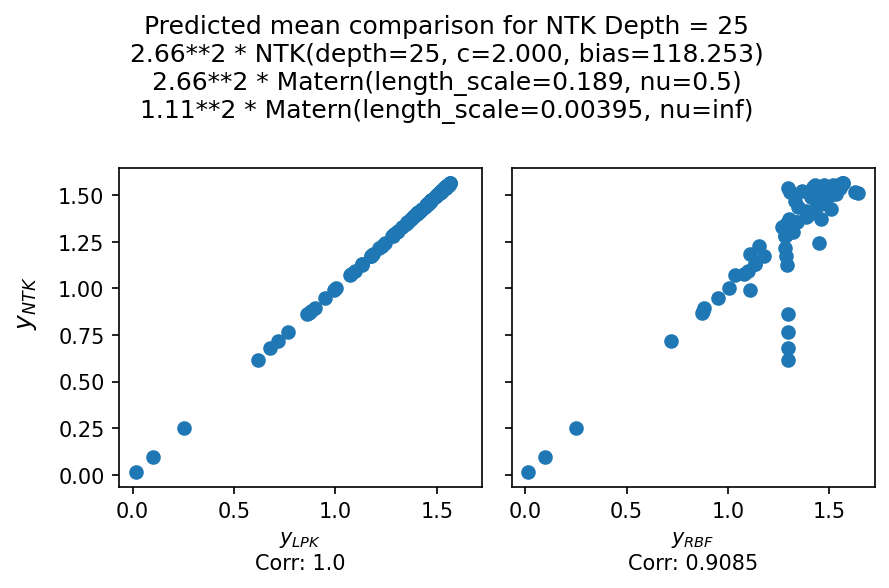 Predicted mean comparison for NTK Depth = 25
2.66**2 * NTK(depth=25, c=2.000, bias=118.253)
2.66**2 * Matern(length_scale=0.189, nu=0.5)
1.11**2 * Matern(length_scale=0.00395, nu=inf)
1.50
1.25
1.00
0.75
0.50
0.25
0.00
y_NTK
0.0 0.5 1.0 1.5
y_LPK
Corr: 1.0
0.0 0.5 1.0 1.5
y_RBF
Corr: 0.9085